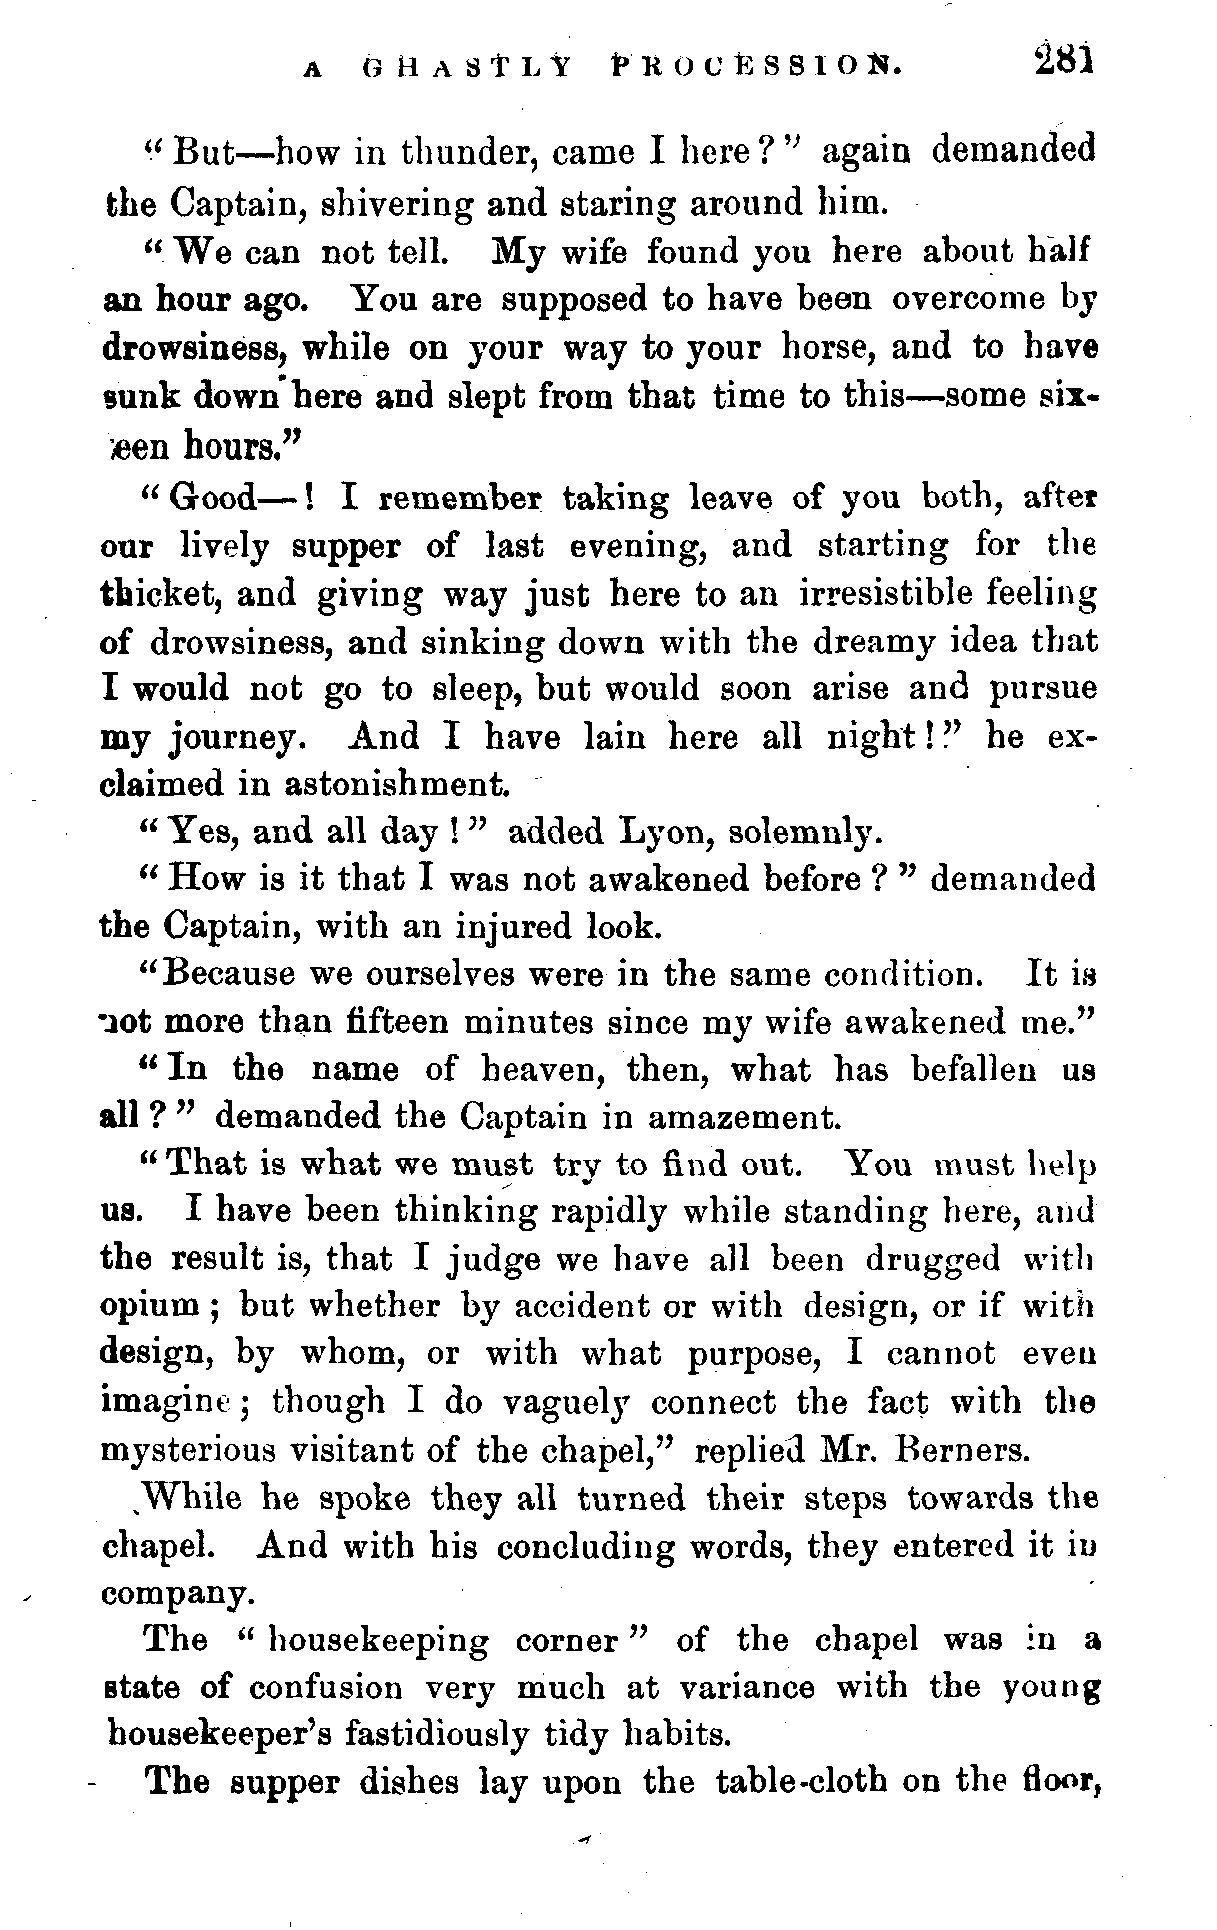 A GHASTLY PROCESSION. 281
“But—how in thunder, came I here?” again demanded
the Captain, shivering and staring around him.
“We can not tell. My wife found you here about half
an hour ago. You are supposed to have been overcome by
drowsiness, while on your way to your horse, and to have
sunk down here and slept from that time to this—some six-
teen hours.”
“Good—! I remember taking leave of you both, after
our lively supper of last evening, and starting for the
thicket, and giving way just here to an irresistible feeling
of drowsiness, and sinking down with the dreamy idea that
I would not go to sleep, but would soon arise and pursue
my journey. And I have lain here all night!” he ex-
claimed in astonishment.
“Yes, and all day!” added Lyon, solemnly.
“How is it that I was not awakened before?” demanded
the Captain, with an injured look.
“Because we ourselves were in the same condition. It is
not more than fifteen minutes since my wife awakened me.”
“In the name of heaven, then, what has befallen us
all?” demanded the Captain in amazement.
“That is what we must try to find out. You must help
us. I have been thinking rapidly while standing here, and
the result is, that I judge we have all been drugged with
opium; but whether by accident or with design, or if with
design, by whom, or with what purpose, I cannot even
imagine; though I do vaguely connect the fact with the
mysterious visitant of the chapel,” replied Mr. Berners.
While he spoke they all turned their steps towards the
chapel. And with his concluding words, they entered it in
company.
The “housekeeping corner” of the chapel was in a
state of confusion very much at variance with the young
housekeeper’s fastidiously tidy habits.
The supper dishes lay upon the table-cloth on the floor,